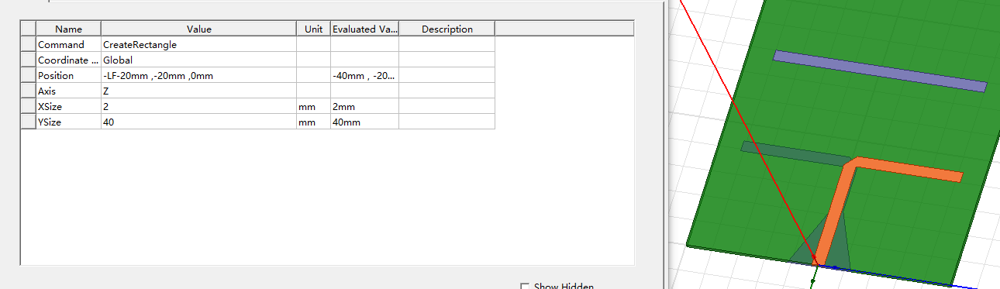 Name Value Unit Evaluated Va... Description
Command CreateRectangle
Coordinate ... Global
Position -LF-20mm ,-20mm ,0mm -40mm , -20...
Axis Z
XSize 2 mm 2mm
YSize 40 mm 40mm
Show Hidden